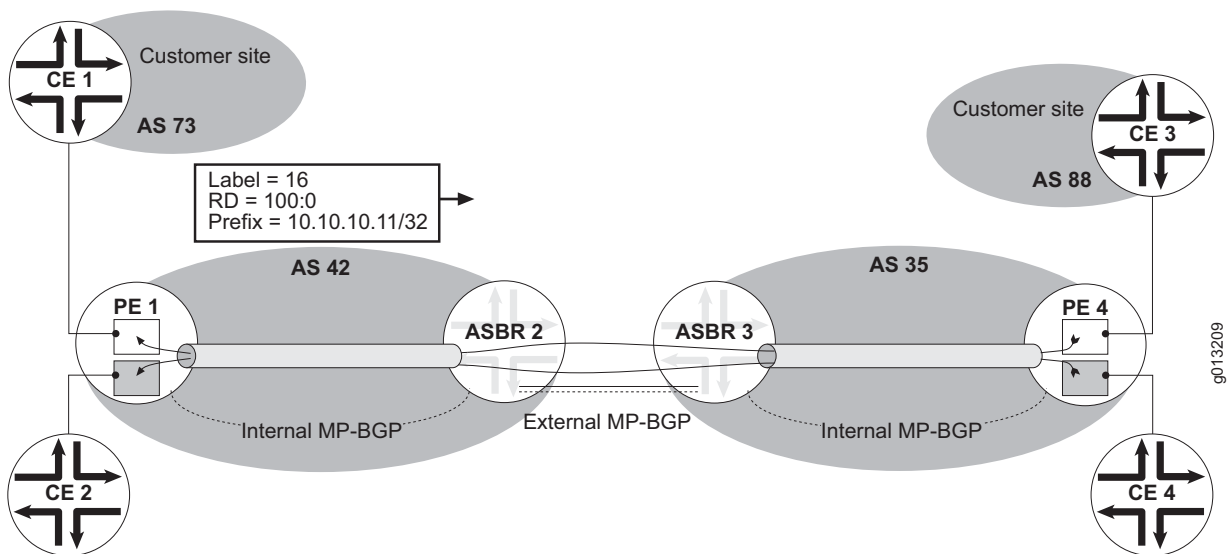 CE 1
Customer site
AS 73
Customer site
CE 3
AS 88
Label = 16
RD = 100:0
Prefix = 10.10.10.11/32
AS 42
AS 35
PE 1
ASBR 2
ASBR 3
PE 4
Internal MP-BGP
External MP-BGP
Internal MP-BGP
CE 2
CE 4
g013209